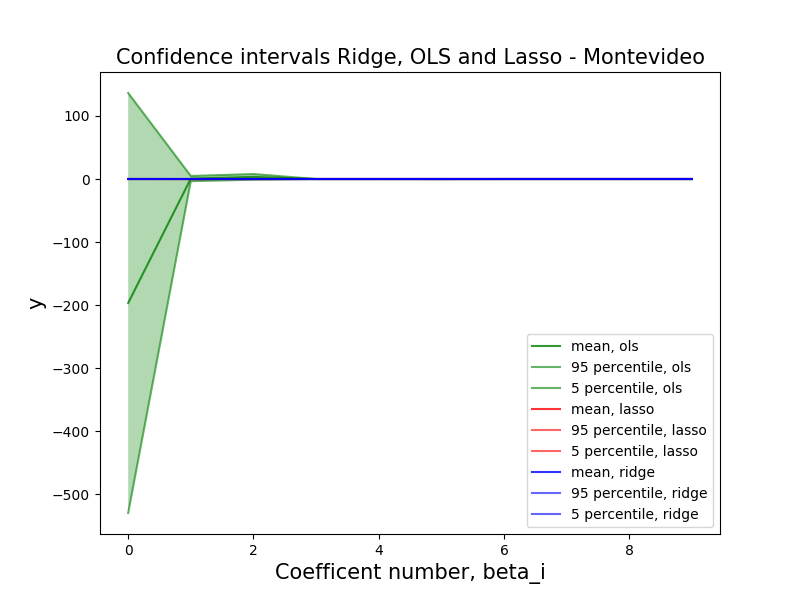 Confidence intervals Ridge, OLS and Lasso - Montevideo
100
0
−100
−200
−300
−400
−500
y
mean, ols
95 percentile, ols
5 percentile, ols
mean, lasso
95 percentile, lasso
5 percentile, lasso
mean, ridge
95 percentile, ridge
5 percentile, ridge
0 2 4 6 8
Coefficent number, beta_i